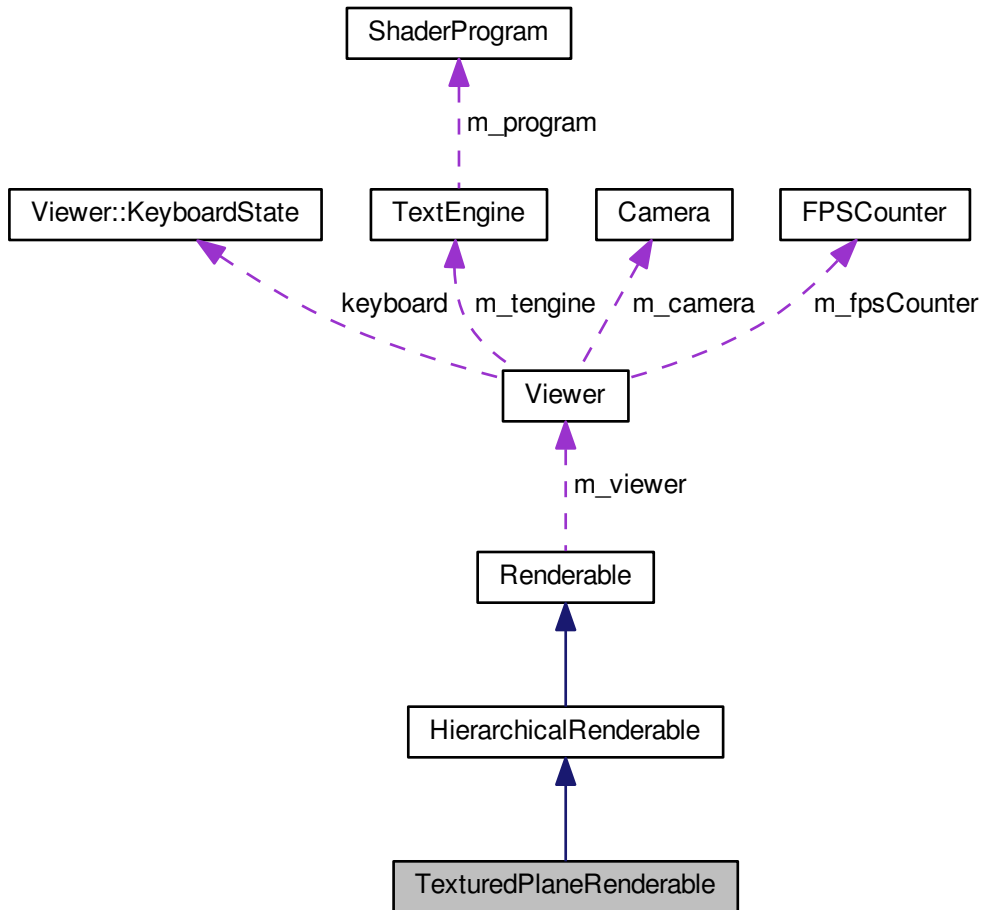 ShaderProgram
m_program
Viewer::KeyboardState
TextEngine
Camera
FPSCounter
keyboard
m_tengine
m_camera
m_fpsCounter
Viewer
m_viewer
Renderable
HierarchicalRenderable
TexturedPlaneRenderable